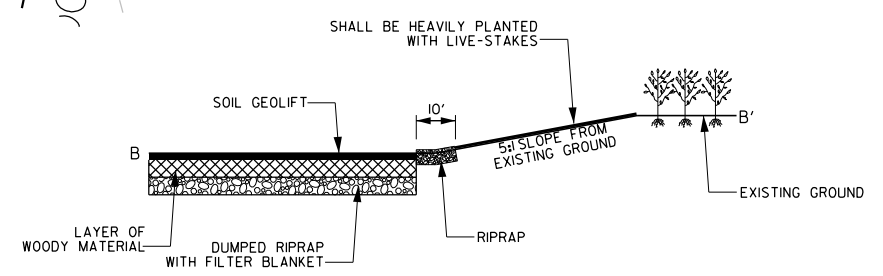 SHALL BE HEAVILY PLANTED
WITH LIVE-STAKES
SOIL GEOLIFT
10'
B
B'
5:1 SLOPE FROM
EXISTING GROUND
EXISTING GROUND
LAYER OF
WOODY MATERIAL
DUMPED RIPRAP
WITH FILTER BLANKET
RIPRAP